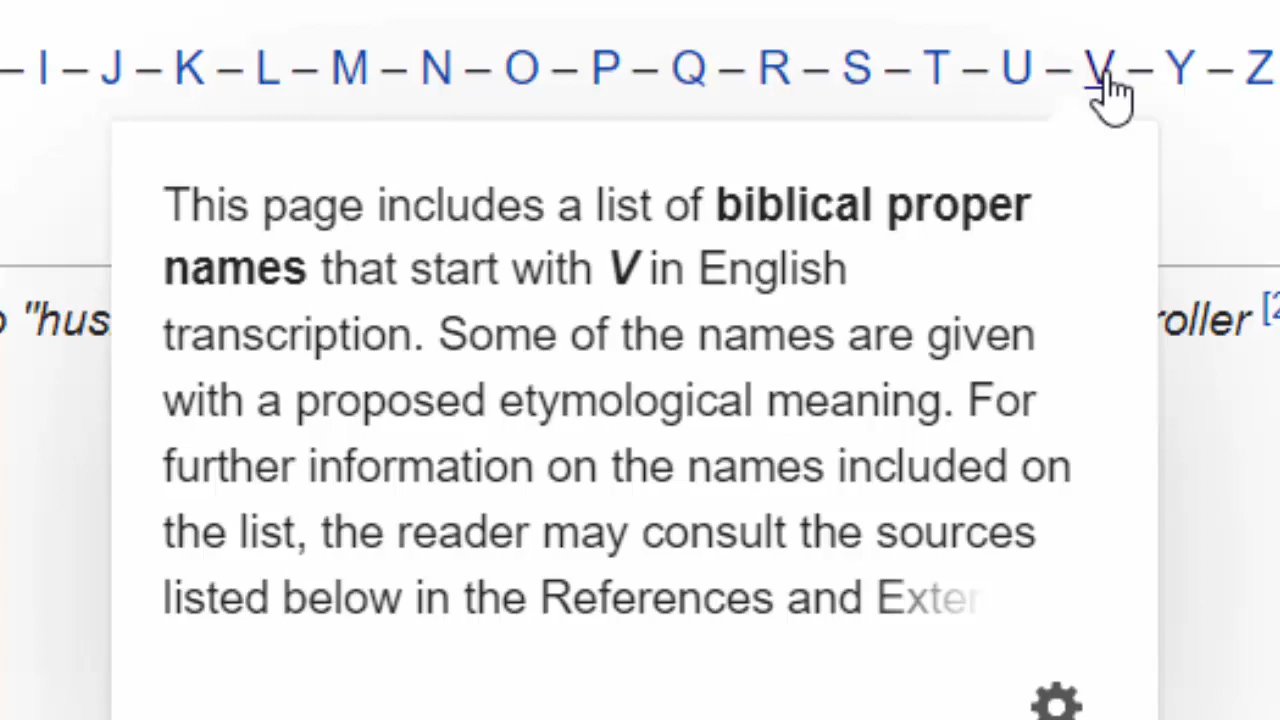 – I – J – K – L – M – N – O – P – Q – R – S – T – U – V – Y – Z
This page includes a list of biblical proper
names that start with V in English
"hus
roller [2
transcription. Some of the names are given
with a proposed etymological meaning. For
further information on the names included on
the list, the reader may consult the sources
listed below in the References and Exter